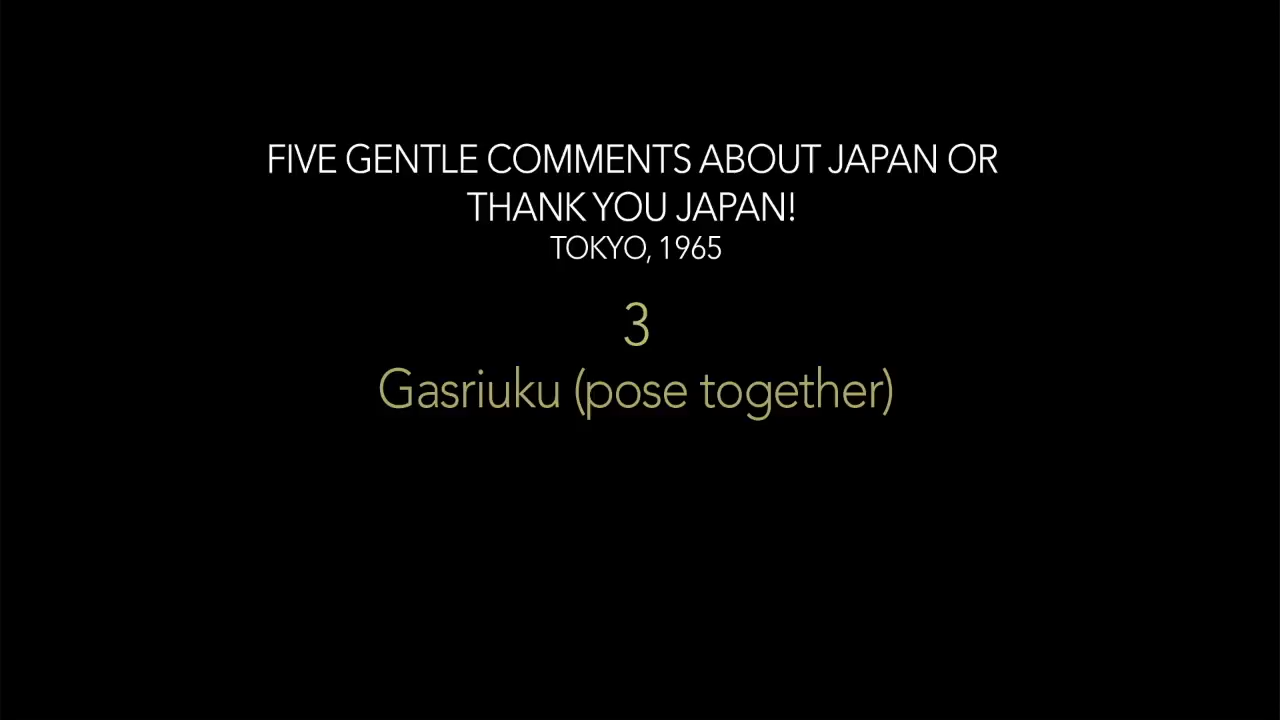 FIVE GENTLE COMMENTS ABOUT JAPAN OR
THANK YOU JAPAN!
TOKYO, 1965
3
Gasriuku (pose together)